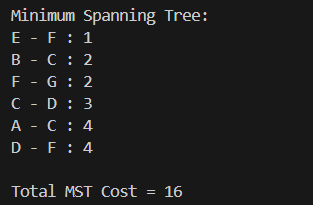 Minimum Spanning Tree:
E - F : 1
B - C : 2
F - G : 2
C - D : 3
A - C : 4
D - F : 4
Total MST Cost = 16